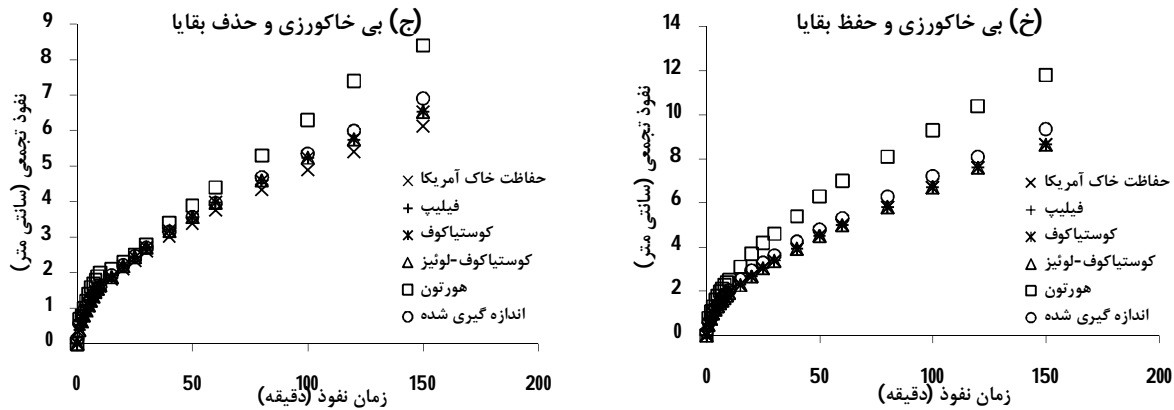 (ج) بی خاکورزی و حذف بقایا
نفوذ تجمعی (سانتی متر)
9
8
7
6
5
4
3
2
1
0
0 50 100 150 200
زمان نفوذ (دقیقه)
حفاظت خاک آمریکا
فیلیپ
کوستیاکوف
کوستیاکوف-لوئیز
هورتون
اندازه گیری شده
(خ) بی خاکورزی و حفظ بقایا
نفوذ تجمعی (سانتی متر)
14
12
10
8
6
4
2
0
0 50 100 150 200
زمان نفوذ (دقیقه)
حفاظت خاک آمریکا
فیلیپ
کوستیاکوف
کوستیاکوف-لوئیز
هورتون
اندازه گیری شده